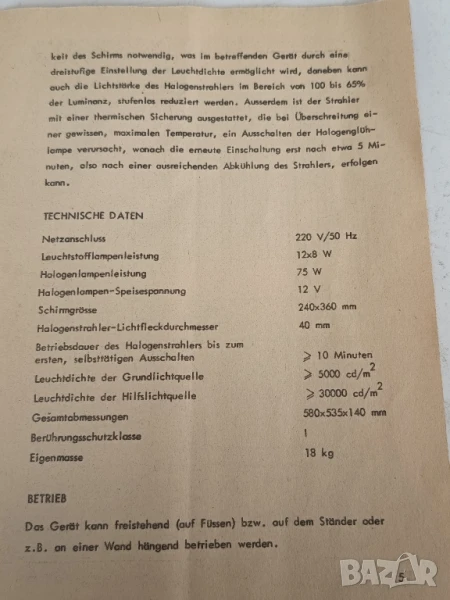 keit des Schirms notwendig, was im betreffenden Gerät durch eine
dreistufige Einstellung der Leuchtdichte ermöglicht wird, daneben kann
auch die Lichtstärke des Halogenstrahlers im Bereich von 100 bis 65%
der Luminanz, stufenlos reduziert werden. Ausserdem ist der Strahler
mit einer thermischen Sicherung ausgestattet, die bei Überschreitung ei-
ner gewissen, maximalen Temperatur, ein Ausschalten der Halogenglüh-
lampe verursacht, wonach die erneute Einschaltung erst nach etwa 5 Mi-
nuten, also nach einer ausreichenden Abkühlung des Strahlers, erfolgen
kann.
TECHNISCHE DATEN
Netzanschluss 220 V/50 Hz
Leuchtstofflampenleistung 12x8 W
Halogenlampenleistung 75 W
Halogenlampen-Speisespannung 12 V
Schirmgrösse 240x360 mm
Halogenstrahler-Lichtfleckdurchmesser 40 mm
Betriebsdauer des Halogenstrahlers bis zum
ersten, selbsttätigen Ausschalten ⩾ 10 Minuten
Leuchtdichte der Grundlichtquelle ⩾ 5000 cd/m²
Leuchtdichte der Hilfslichtquelle ⩾ 30000 cd/m²
Gesamtabmessungen 580x535x140 mm
Berührungsschutzklasse 1
Eigenmasse 18 kg
BETRIEB
Das Gerät kann freistehend (auf Füssen) bzw. auf dem Ständer oder
z.B. an einer Wand hängend betrieben werden.
5
BAZAR